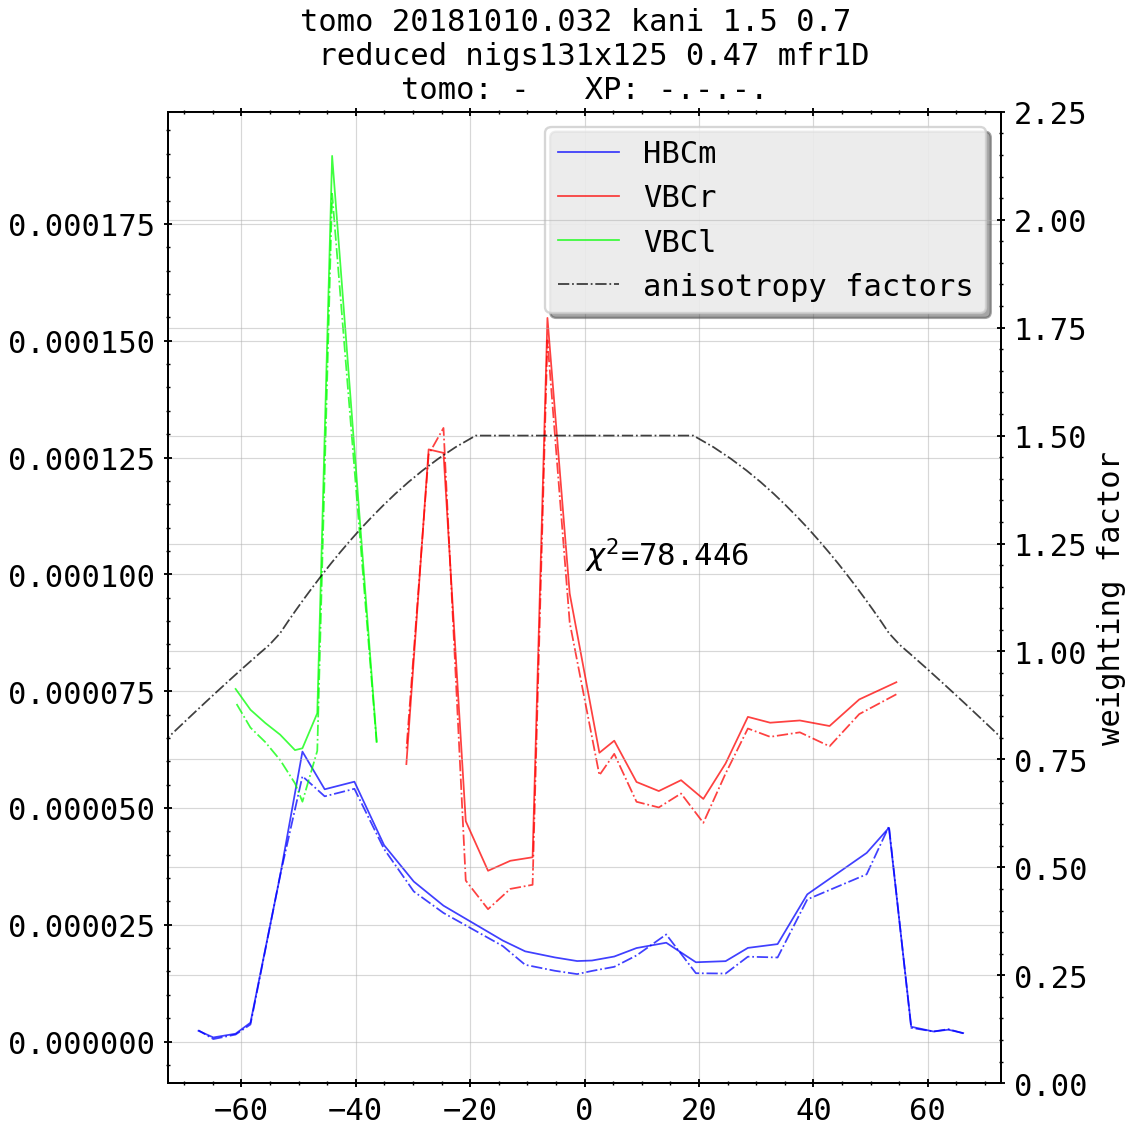 tomo 20181010.032 kani 1.5 0.7
reduced nigs131x125 0.47 mfr1D
tomo: -   XP: -.-.-.
HBCm
VBCr
VBCl
anisotropy factors
χ²=78.446
0.000175
0.000150
0.000125
0.000100
0.000075
0.000050
0.000025
0.000000
2.25
2.00
1.75
1.50
1.25
1.00
0.75
0.50
0.25
0.00
weighting factor
−60 −40 −20 0 20 40 60